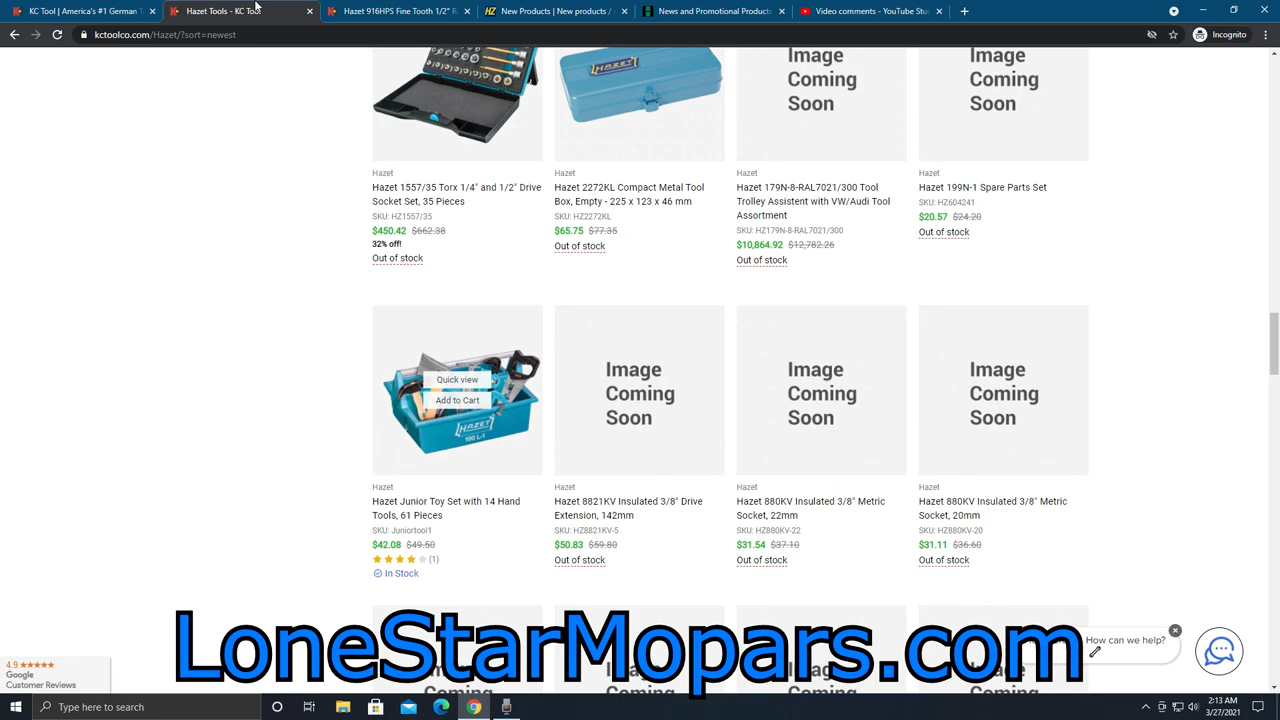 KC Tool | America's #1 German
Hazet Tools - KC Tool
Hazet 916HPS Fine Tooth 1/2" R
New Products | New products /
News and Promotional Products
Video comments - YouTube Stu
kctoolco.com/Hazet/?sort=newest
Incognito
Image
Coming
Soon
Image
Coming
Soon
Hazet
Hazet 1557/35 Torx 1/4" and 1/2" Drive
Socket Set, 35 Pieces
SKU: HZ1557/35
$450.42 $662.38
32% off!
Out of stock
Hazet
Hazet 2272KL Compact Metal Tool
Box, Empty - 225 x 123 x 46 mm
SKU: HZ2272KL
$65.75 $77.35
Out of stock
Hazet
Hazet 179N-8-RAL7021/300 Tool
Trolley Assistent with VW/Audi Tool
Assortment
SKU: HZ179N-8-RAL7021/300
$10,864.92 $12,782.26
Out of stock
Hazet
Hazet 199N-1 Spare Parts Set
SKU: HZ604241
$20.57 $24.20
Out of stock
Quick view
Add to Cart
HAZET
190 L-1
Image
Coming
Soon
Image
Coming
Soon
Image
Coming
Soon
Hazet
Hazet Junior Toy Set with 14 Hand
Tools, 61 Pieces
SKU: Juniortool1
$42.08 $49.50
(1)
In Stock
Hazet
Hazet 8821KV Insulated 3/8" Drive
Extension, 142mm
SKU: HZ8821KV-5
$50.83 $59.80
Out of stock
Hazet
Hazet 880KV Insulated 3/8" Metric
Socket, 22mm
SKU: HZ880KV-22
$31.54 $37.10
Out of stock
Hazet
Hazet 880KV Insulated 3/8" Metric
Socket, 20mm
SKU: HZ880KV-20
$31.11 $36.60
Out of stock
LoneStarMopars.com
How can we help?
4.9
Google
Customer Reviews
Type here to search
2:13 AM
3/27/2021